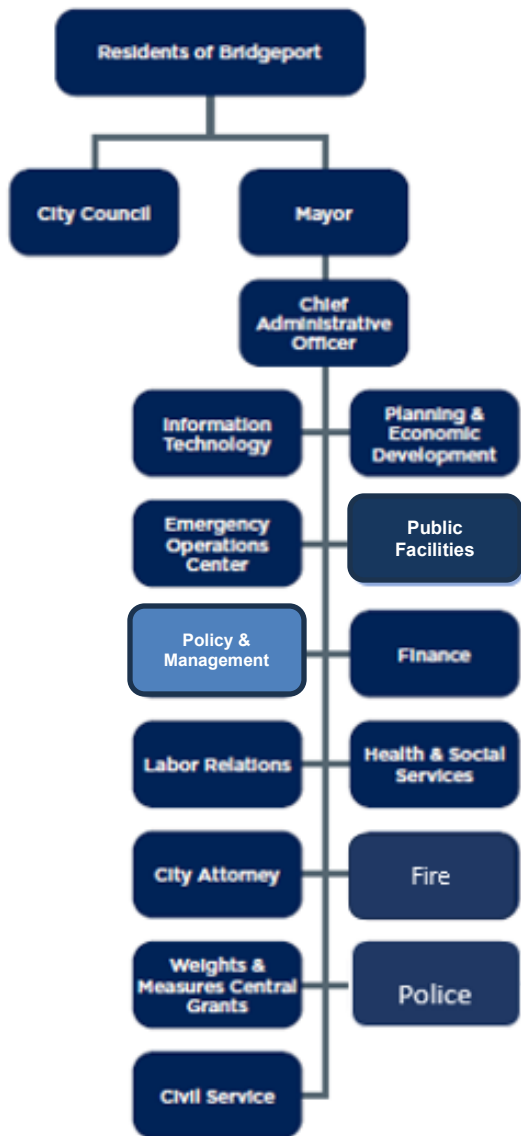 Residents of Bridgeport
City Council
Mayor
Chief
Administrative
Officer
Information
Technology
Planning &
Economic
Development
Emergency
Operations
Center
Public
Facilities
Policy &
Management
Finance
Labor Relations
Health & Social
Services
City Attorney
Fire
Weights &
Measures Central
Grants
Police
Civil Service